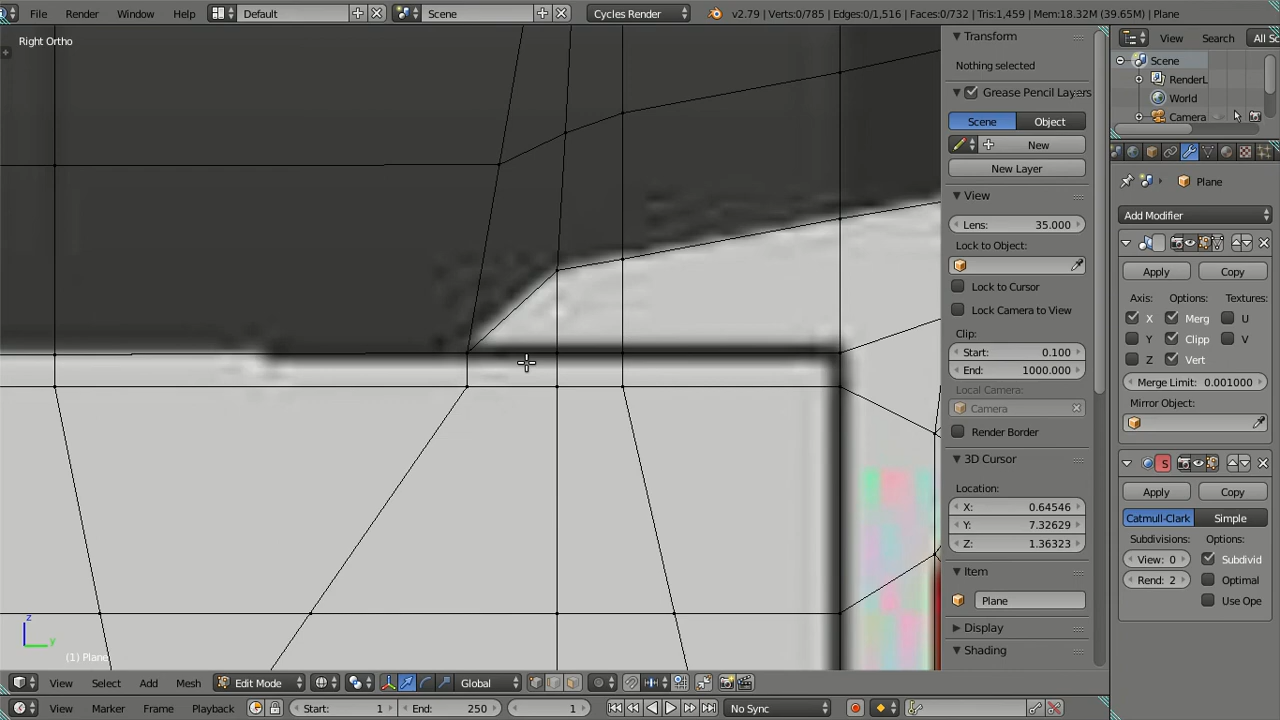 File Render Window Help Default Scene Cycles Render v2.79 | Verts:0/785 | Edges:0/1,516 | Faces:0/732 | Tris:1,459 | Mem:18.32M (39.65M) | Plane
Right Ortho
(1) Plane
z
y
Transform
Nothing selected
Grease Pencil Layers
Scene Object
New
New Layer
View
Lens: 35.000
Lock to Object:
Lock to Cursor
Lock Camera to View
Clip:
Start: 0.100
End: 1000.000
Local Camera:
Camera
Render Border
3D Cursor
Location:
X: 0.64546
Y: 7.32629
Z: 1.36323
Item
Plane
Display
Shading
View Search All Sc
Scene
RenderL
World
Camera
Plane
Add Modifier
Apply Copy
Axis: Options: Textures:
X Merg U
Y Clipp V
Z Vert
Merge Limit: 0.001000
Mirror Object:
S
Apply Copy
Catmull-Clark Simple
Subdivisions: Options:
View: 0 Subdivid
Rend: 2 Optimal
Use Ope
View Select Add Mesh Edit Mode Global
View Marker Frame Playback Start: 1 End: 250 1 No Sync